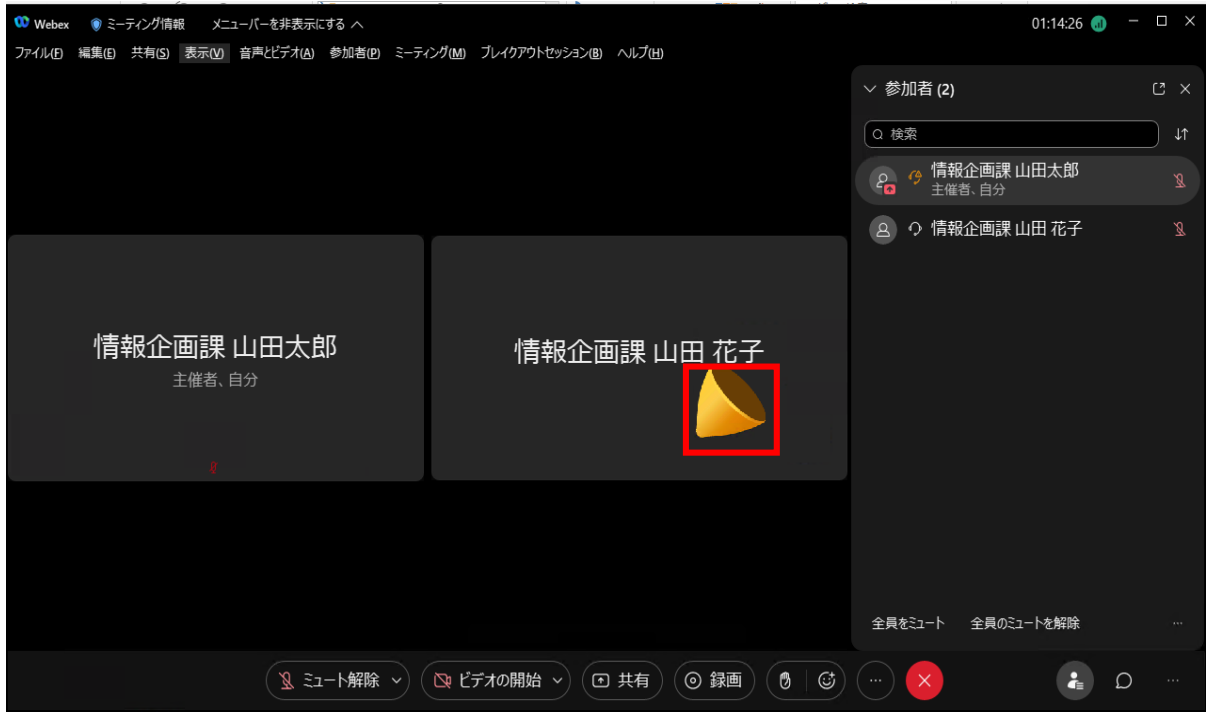 Webex ミーティング情報 メニューバーを非表示にする 01:14:26
ファイル(F) 編集(E) 共有(S) 表示(V) 音声とビデオ(A) 参加者(P) ミーティング(M) ブレイクアウトセッション(B) ヘルプ(H)
参加者 (2)
検索
情報企画課 山田太郎
主催者、自分
情報企画課 山田 花子
情報企画課 山田太郎
主催者、自分
情報企画課 山田 花子
全員をミュート 全員のミュートを解除
ミュート解除 ビデオの開始 共有 録画